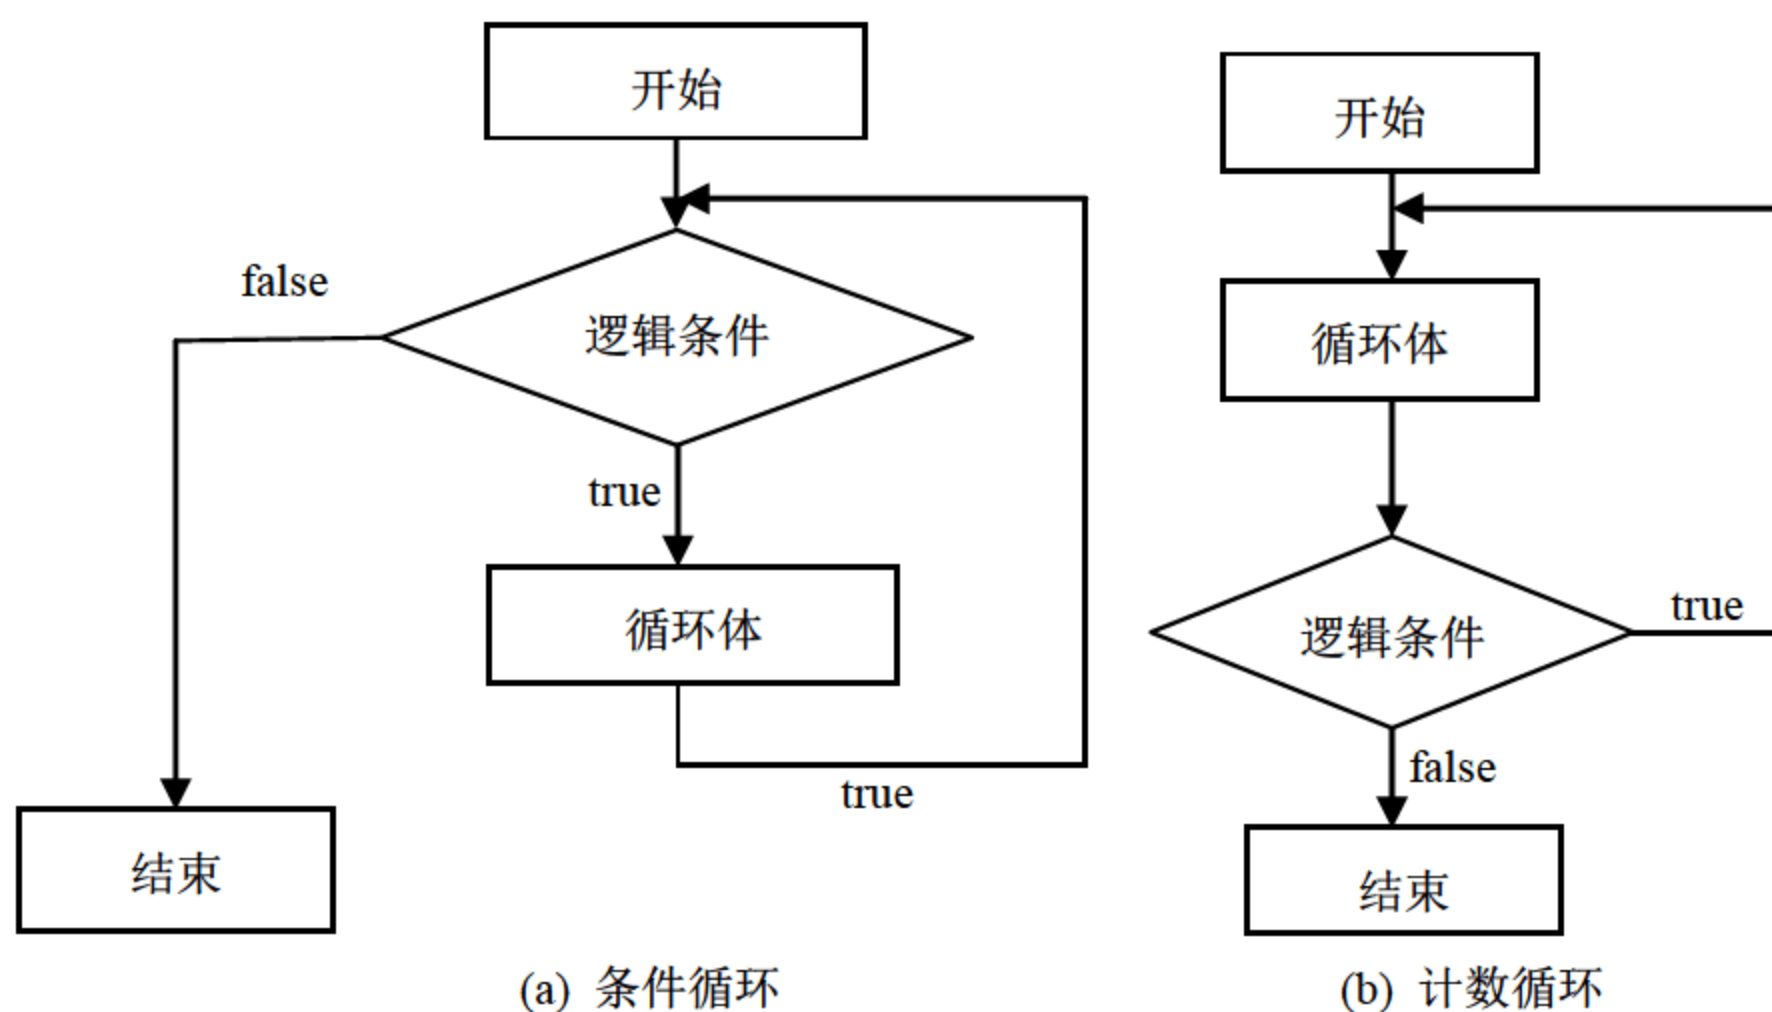 开始
false
逻辑条件
true
循环体
true
结束
(a) 条件循环
开始
循环体
逻辑条件
true
false
结束
(b) 计数循环